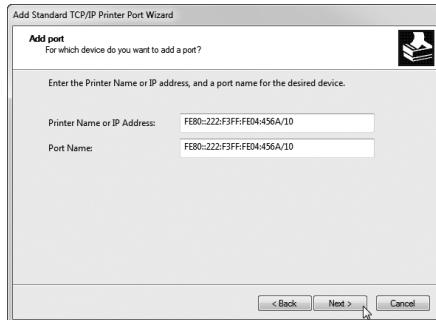 Add Standard TCP/IP Printer Port Wizard
Add port
For which device do you want to add a port?
Enter the Printer Name or IP address, and a port name for the desired device.
Printer Name or IP Address: FE80::222:F3FF:FE04:456A/10
Port Name: FE80::222:F3FF:FE04:456A/10
< Back Next > Cancel